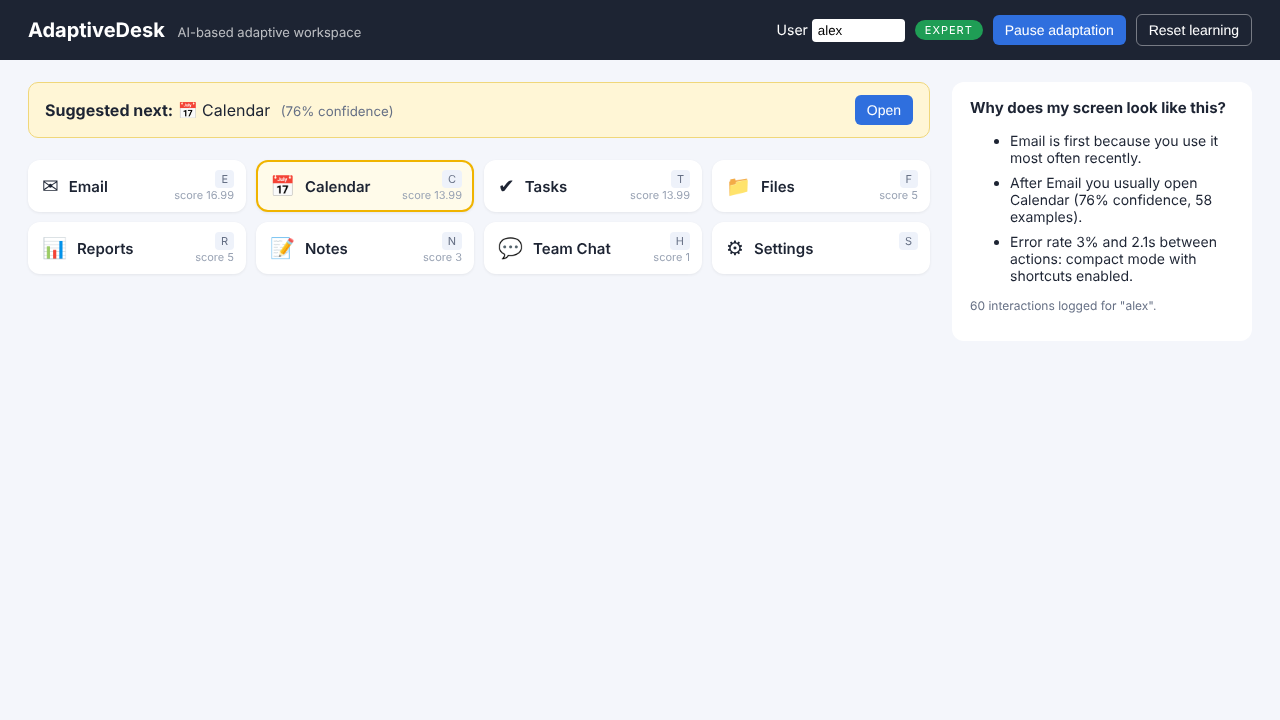 AdaptiveDesk AI-based adaptive workspace
User alex EXPERT Pause adaptation Reset learning
Suggested next: 📅 Calendar (76% confidence) Open
Email E
score 16.99
Calendar C
score 13.99
Tasks T
score 13.99
Files F
score 5
Reports R
score 5
Notes N
score 3
Team Chat H
score 1
Settings S
Why does my screen look like this?
Email is first because you use it
most often recently.
After Email you usually open
Calendar (76% confidence, 58
examples).
Error rate 3% and 2.1s between
actions: compact mode with
shortcuts enabled.
60 interactions logged for "alex".